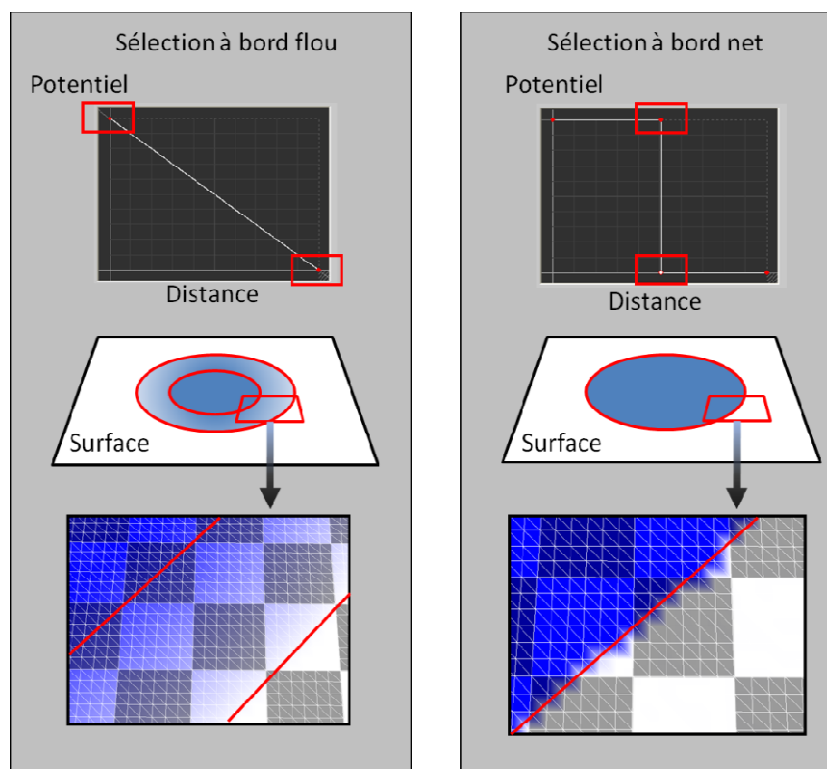 Sélection à bord flou
Potentiel
Distance
Surface
Sélection à bord net
Potentiel
Distance
Surface